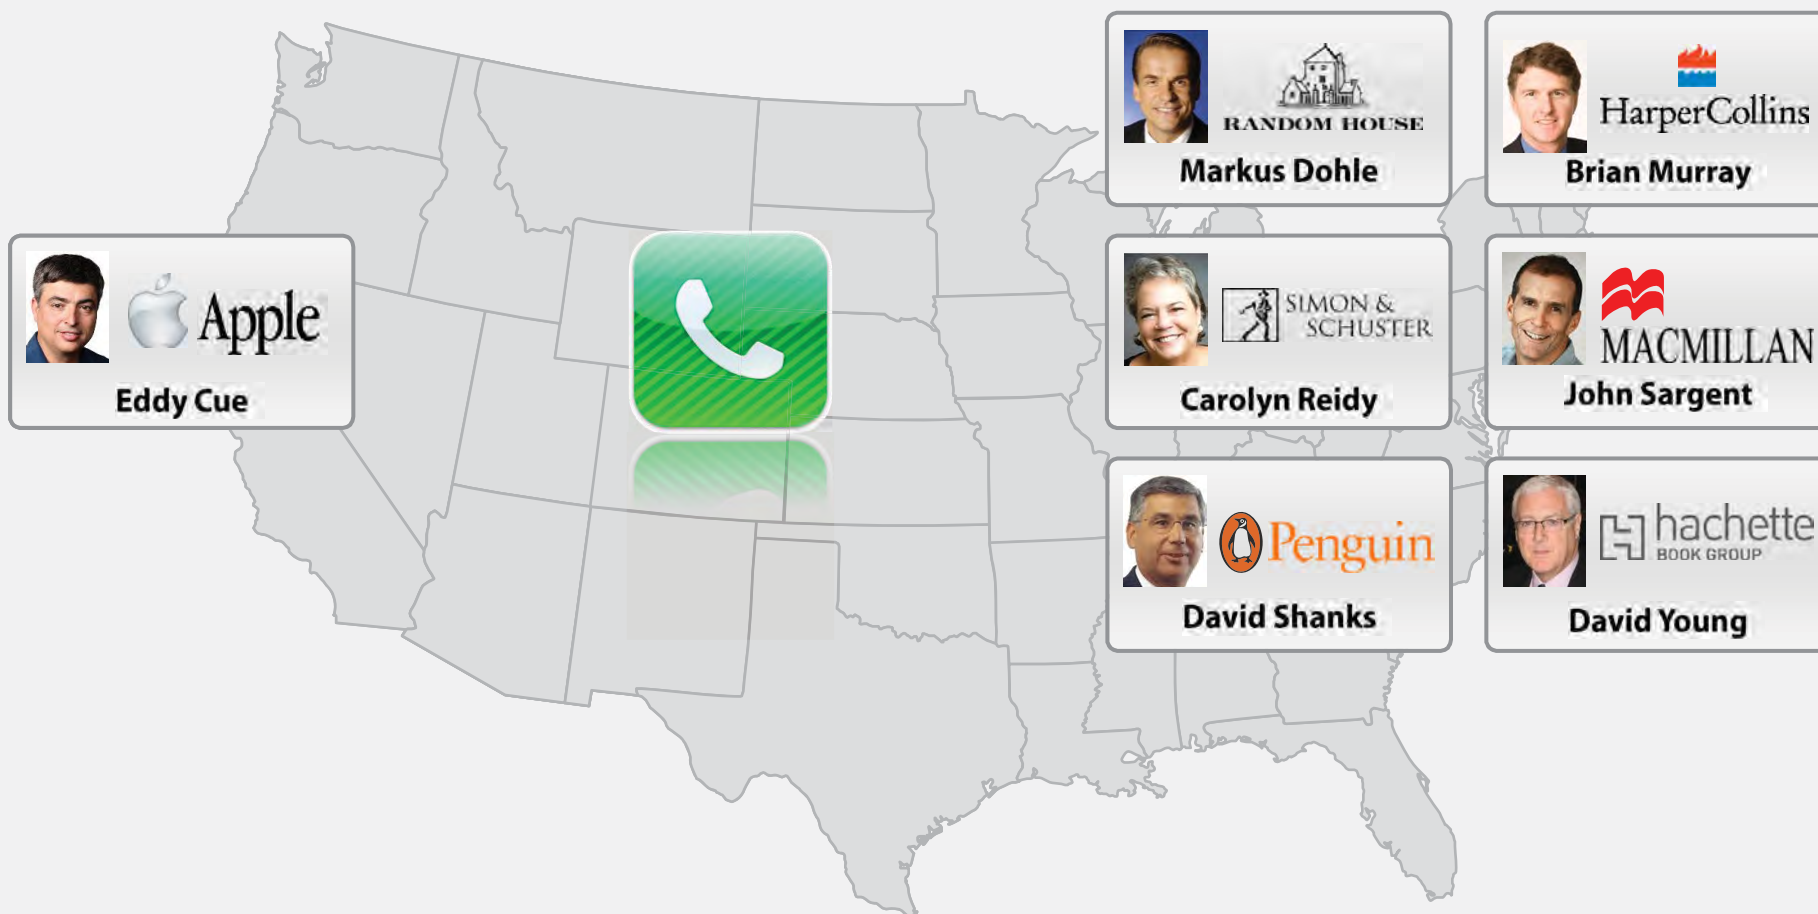 RANDOM HOUSE
Markus Dohle
HarperCollins
Brian Murray
Apple
Eddy Cue
SIMON &
SCHUSTER
Carolyn Reidy
MACMILLAN
John Sargent
Penguin
David Shanks
hachette
BOOK GROUP
David Young